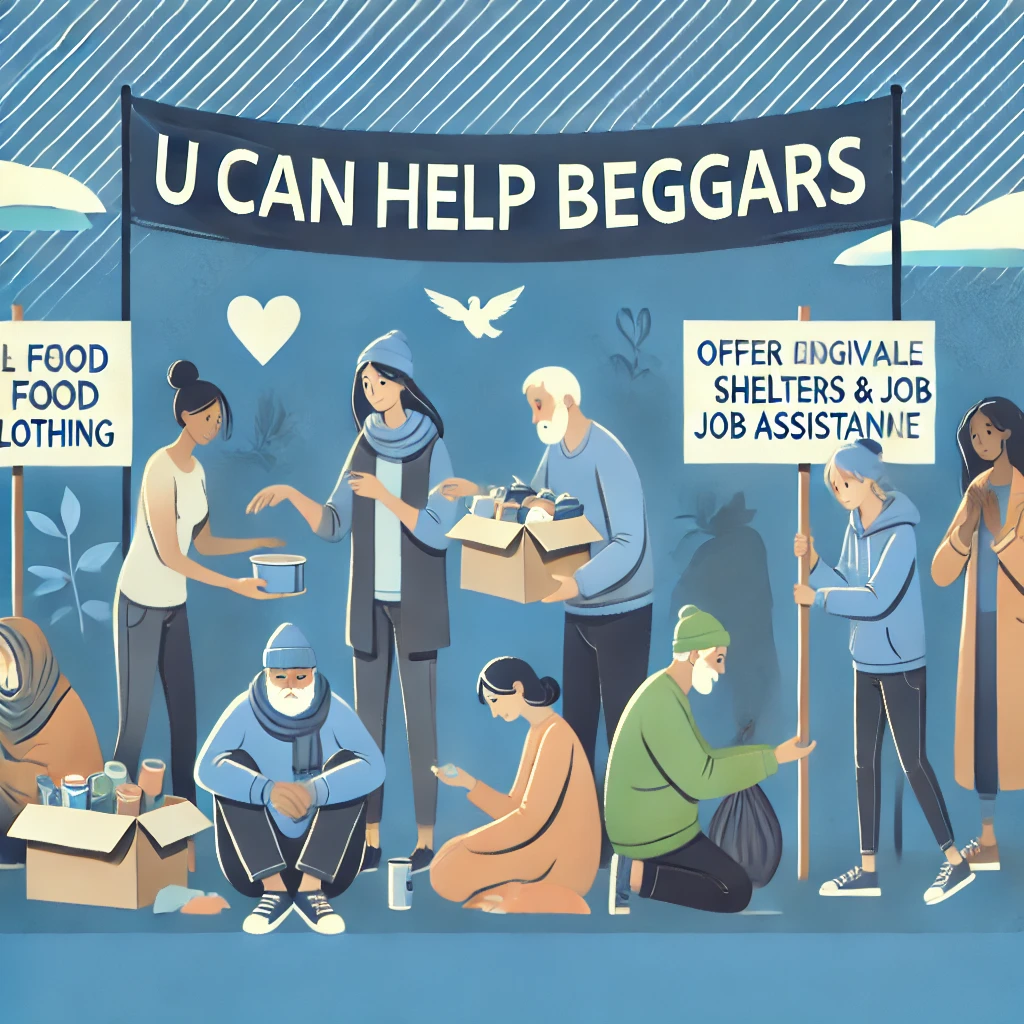 U CAN HELP BEGGARS
FOOD
FOOD
LOTHING
OFFER
SHELTERS & JOB
JOB ASSISTANNE